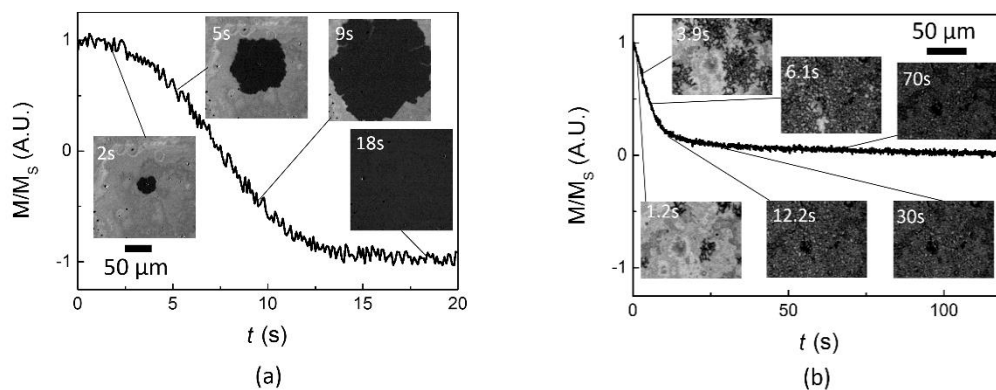 M/M_S (A.U.)
1
0
-1
0
5
10
15
20
t (s)
2s
5s
9s
18s
50 μm
(a)
M/M_S (A.U.)
1
0
-1
0
50
100
t (s)
3.9s
6.1s
70s
1.2s
12.2s
30s
50 μm
(b)